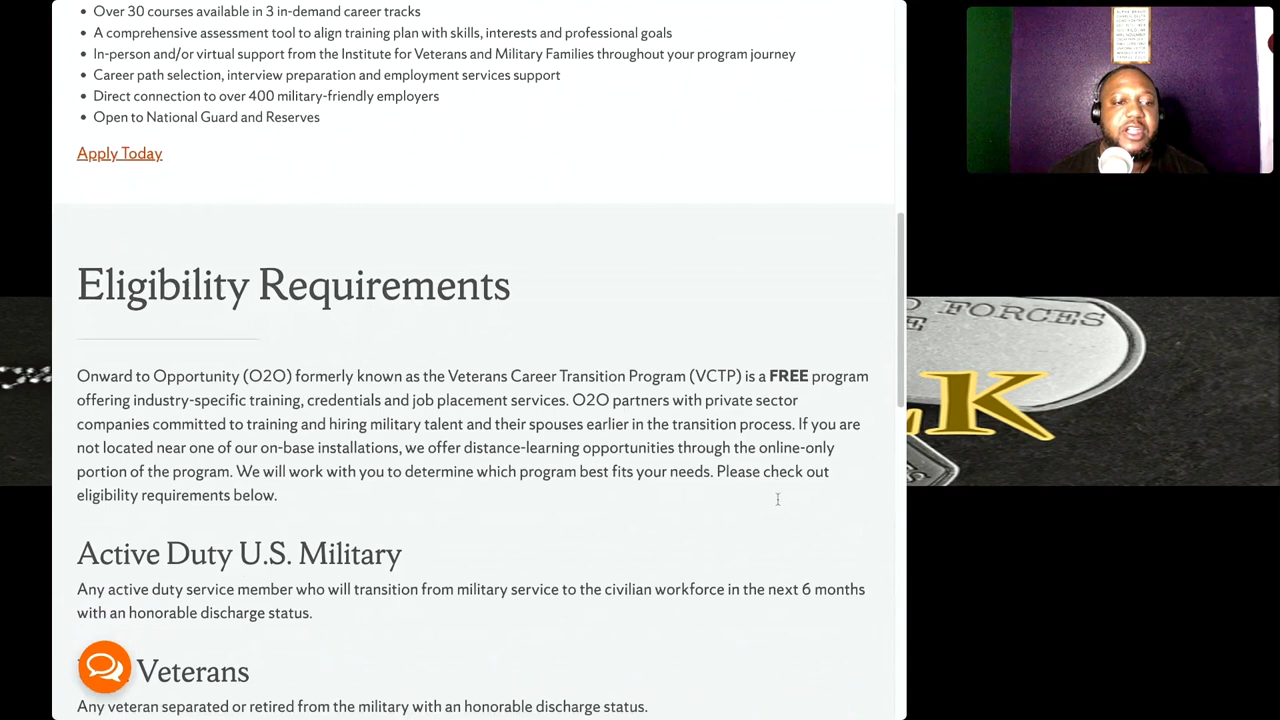 Over 30 courses available in 3 in-demand career tracks
A comprehensive assessment tool to align training plan with skills, interests and professional goals
In-person and/or virtual support from the Institute for Veterans and Military Families throughout your program journey
Career path selection, interview preparation and employment services support
Direct connection to over 400 military-friendly employers
Open to National Guard and Reserves
Apply Today
Eligibility Requirements
Onward to Opportunity (O2O) formerly known as the Veterans Career Transition Program (VCTP) is a FREE program
offering industry-specific training, credentials and job placement services. O2O partners with private sector
companies committed to training and hiring military talent and their spouses earlier in the transition process. If you are
not located near one of our on-base installations, we offer distance-learning opportunities through the online-only
portion of the program. We will work with you to determine which program best fits your needs. Please check out
eligibility requirements below.
Active Duty U.S. Military
Any active duty service member who will transition from military service to the civilian workforce in the next 6 months
with an honorable discharge status.
Veterans
Any veteran separated or retired from the military with an honorable discharge status.
FORCES
K